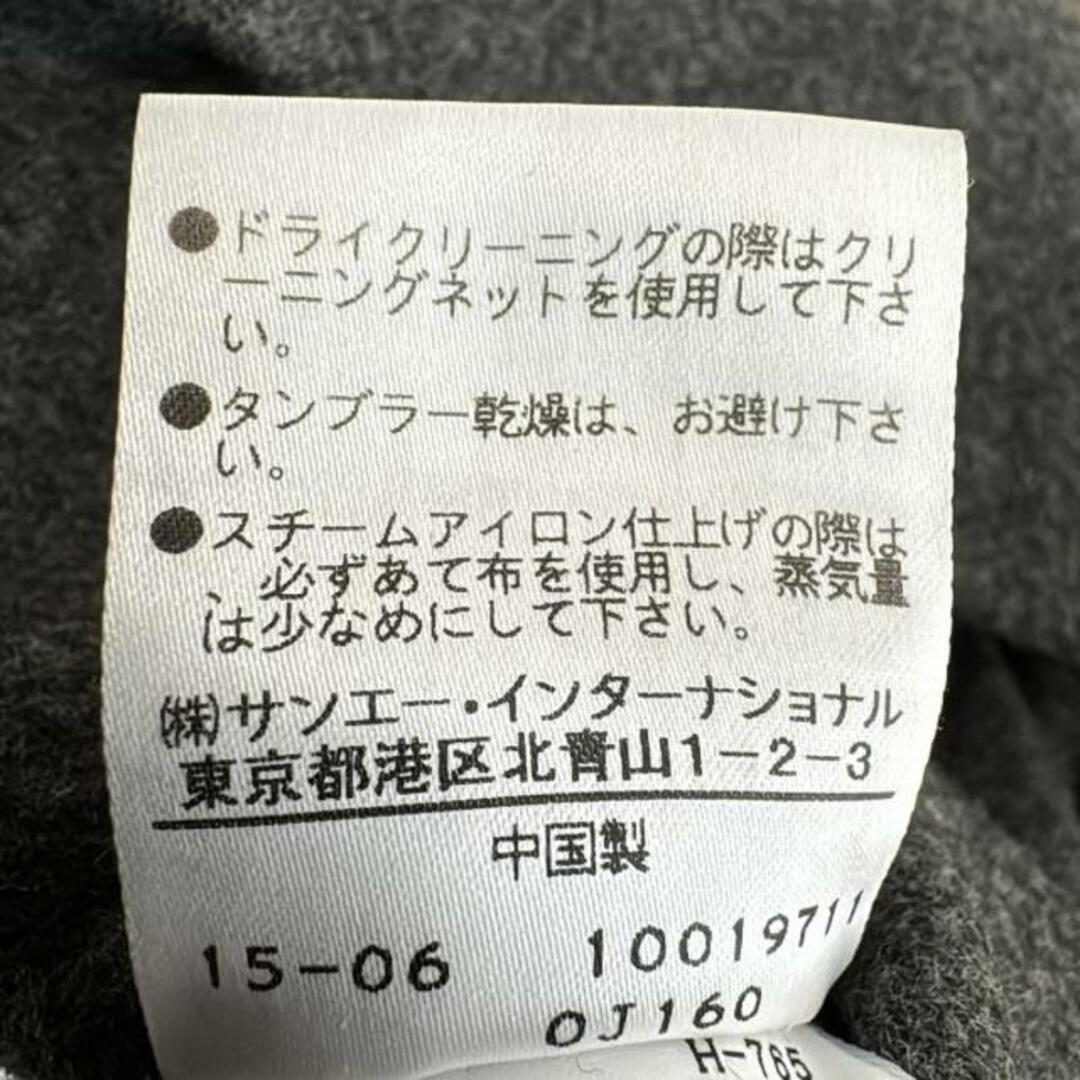 ●ドライクリーニングの際はクリ
ーニングネットを使用して下さ
い。
●タンブラー乾燥は、お避け下さ
い。
●スチームアイロン仕上げの際は
、必ずあて布を使用し、蒸気量
は少なめにして下さい。
㈱サンエー・インターナショナル
東京都港区北青山1-2-3
中国製
15-06 10019711
OJ160
H-765